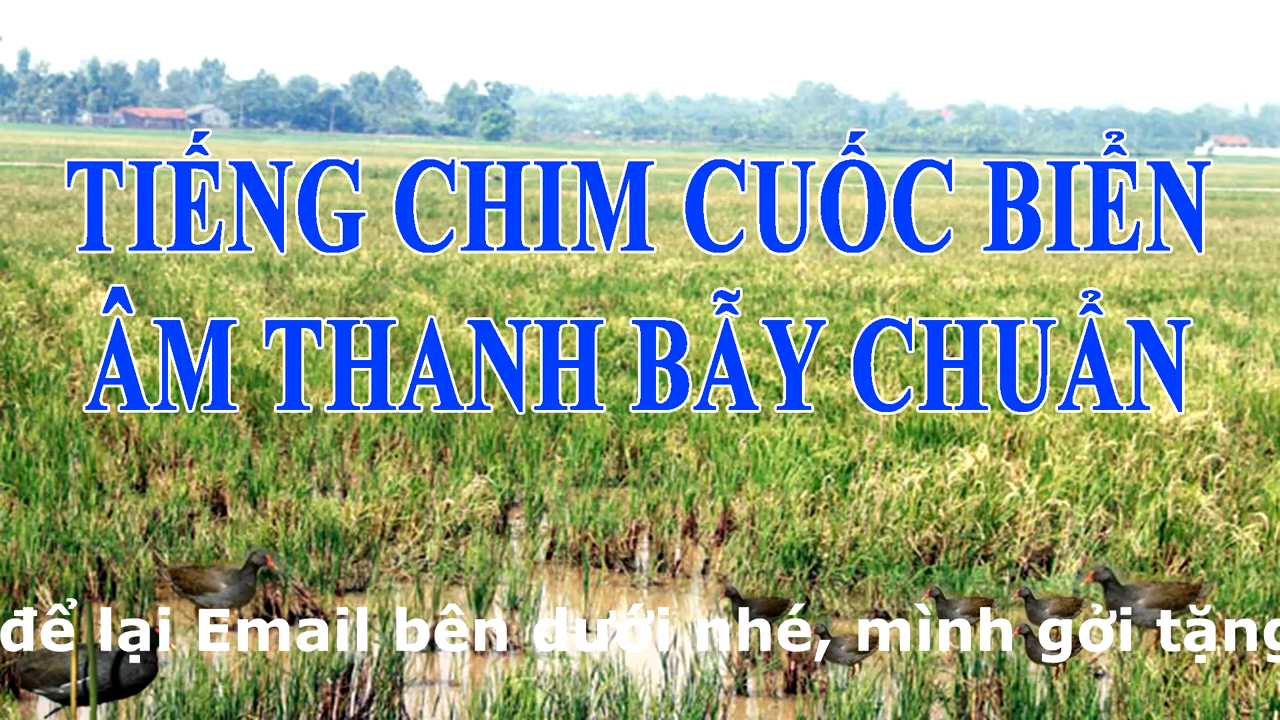 TIẾNG CHIM CUỐC BIỂN
ÂM THANH BẪY CHUẨN
để lại Email bên dưới nhé, mình gởi tặng